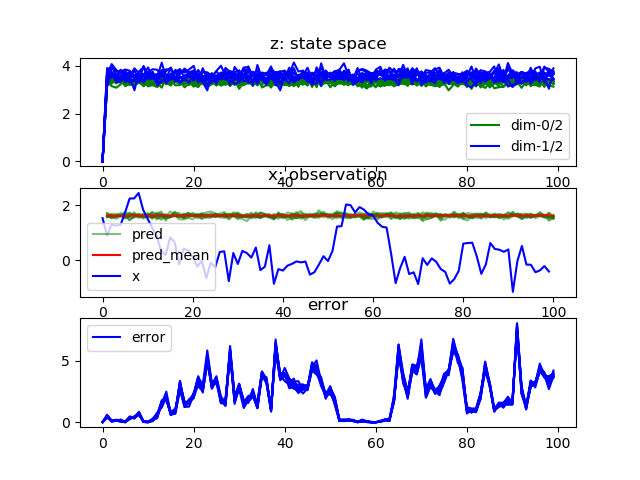 z: state space
4
2
0
dim-0/2
dim-1/2
0 20 40 60 80 100
x: observation
2
0
pred
pred_mean
x
0 20 40 60 80 100
error
5
0
error
0 20 40 60 80 100